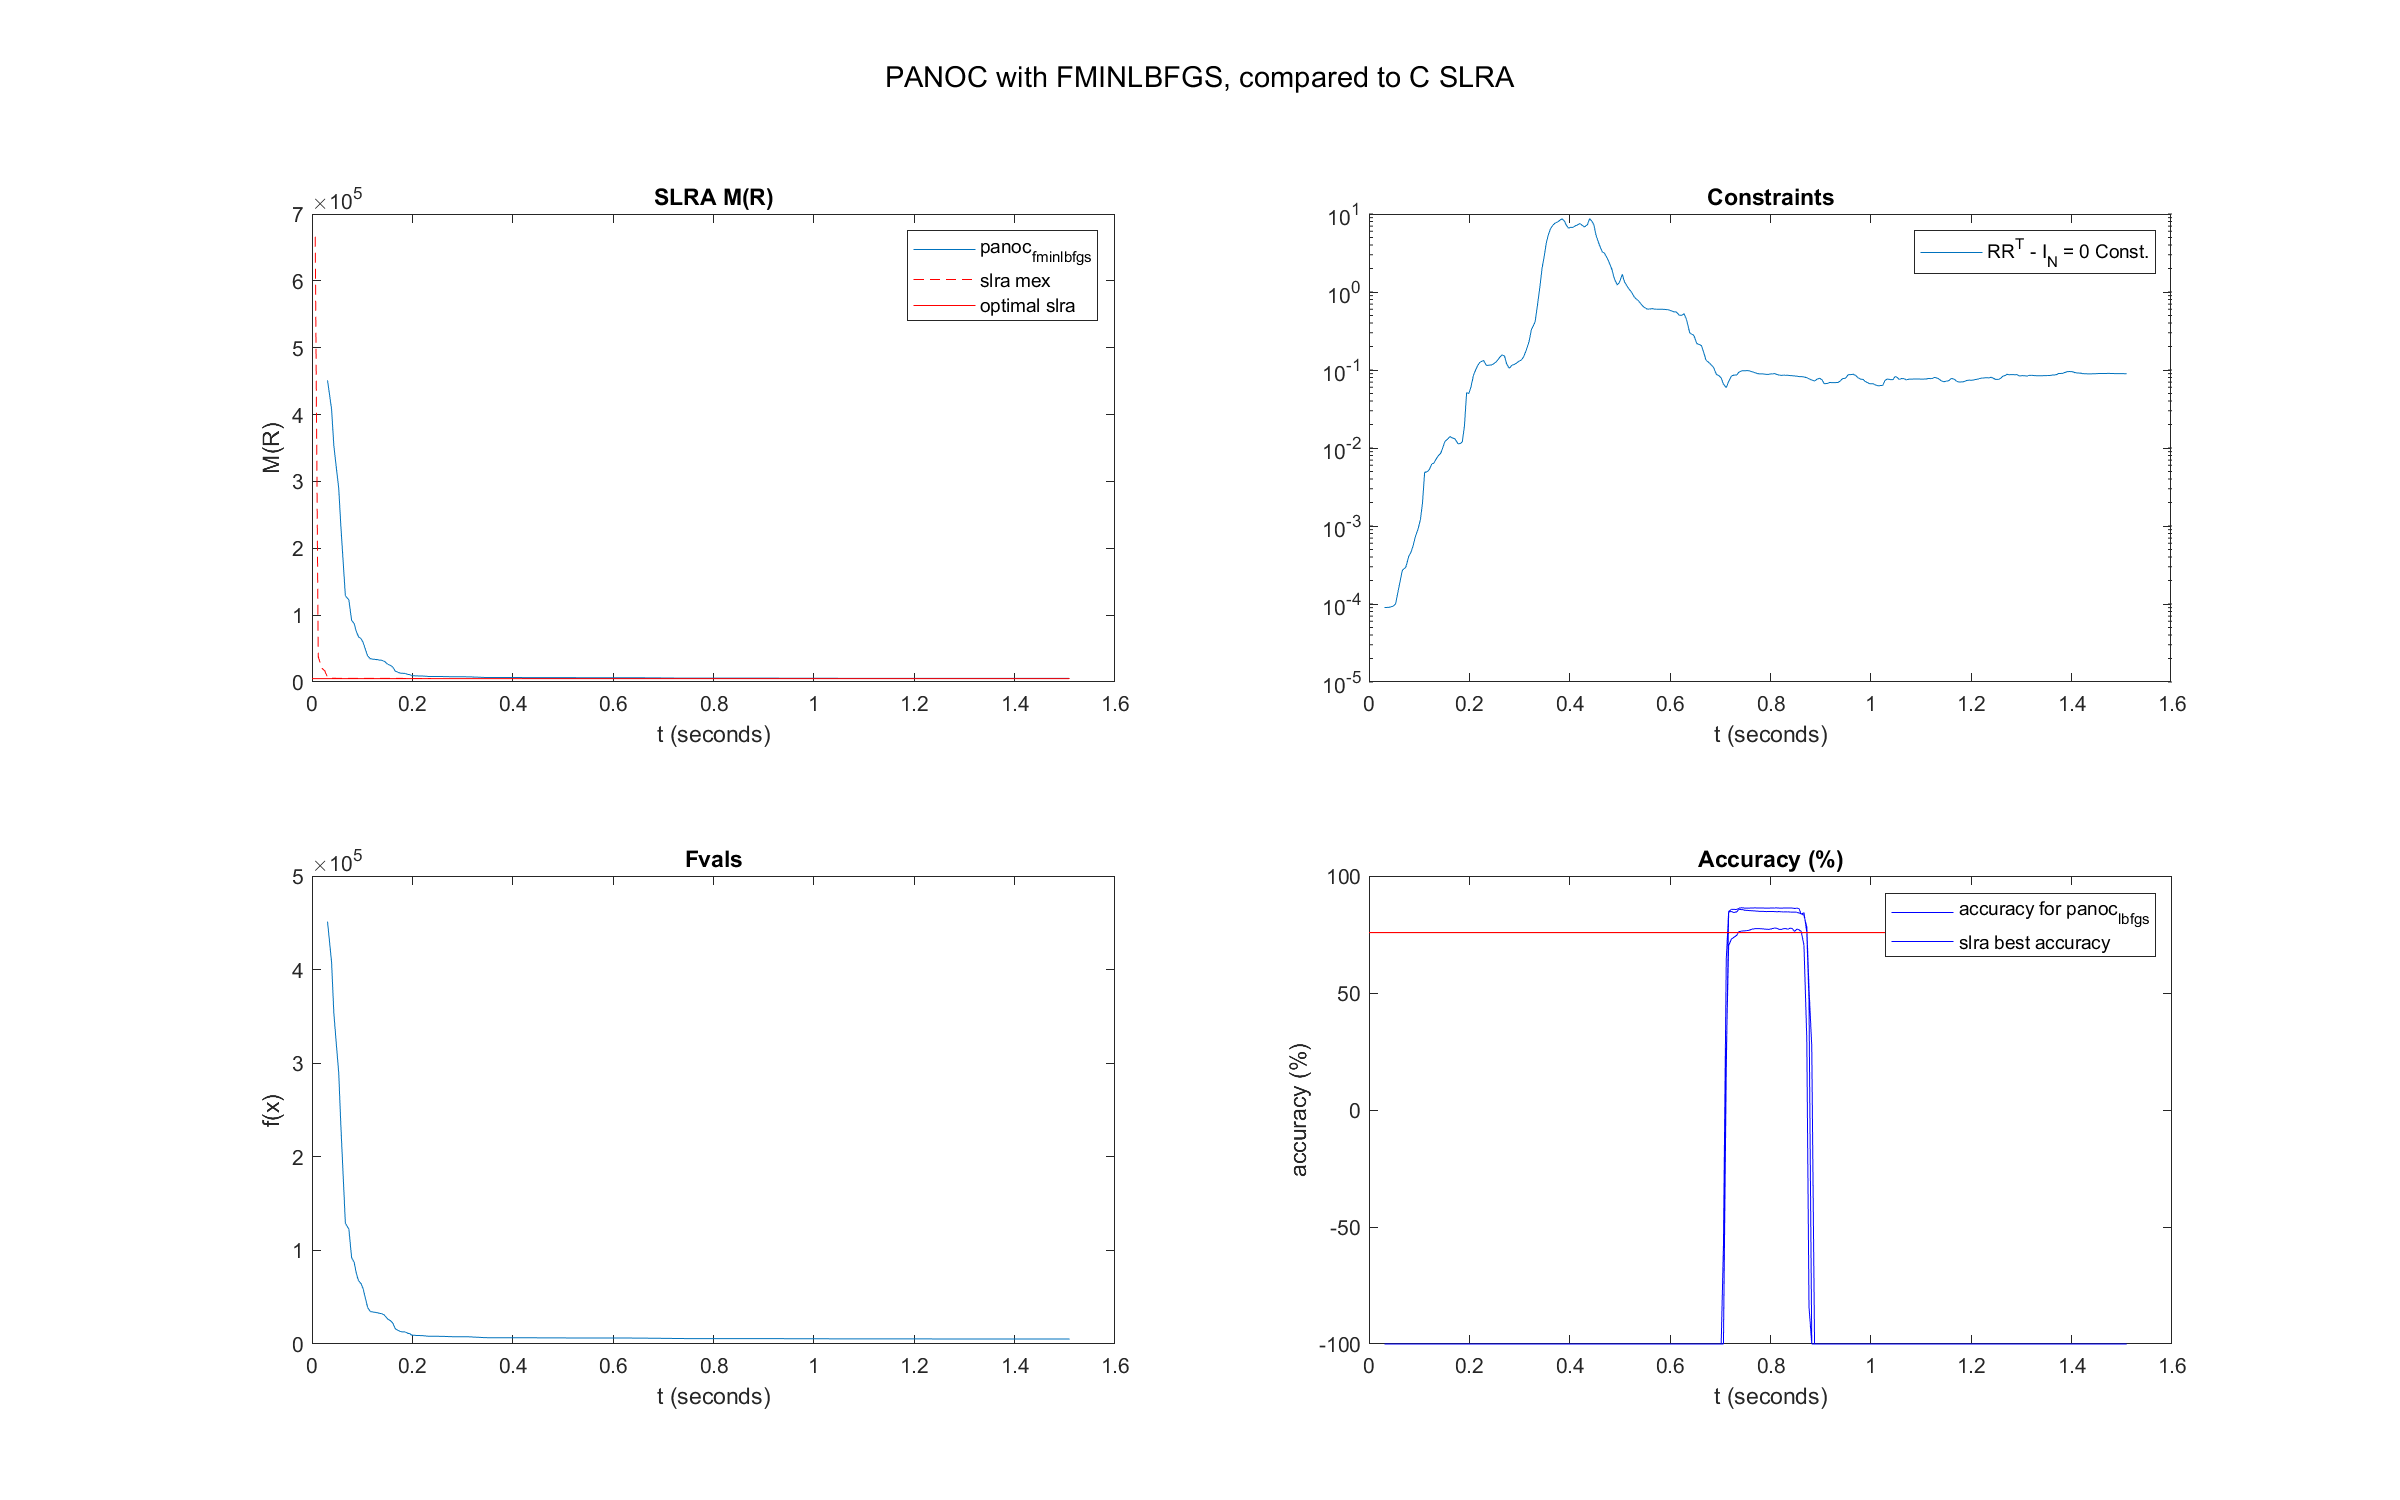 PANOC with FMINLBFGS, compared to C SLRA
SLRA M(R)
×10^5
7
6
5
4
3
2
1
0
M(R)
panoc_fminlbfgs
slra mex
optimal slra
0 0.2 0.4 0.6 0.8 1 1.2 1.4 1.6
t (seconds)
Constraints
10^1
10^0
10^-1
10^-2
10^-3
10^-4
10^-5
RR^T - I_N = 0 Const.
0 0.2 0.4 0.6 0.8 1 1.2 1.4 1.6
t (seconds)
Fvals
×10^5
5
4
3
2
1
0
f(x)
0 0.2 0.4 0.6 0.8 1 1.2 1.4 1.6
t (seconds)
Accuracy (%)
100
50
0
-50
-100
accuracy (%)
accuracy for panoc_lbfgs
slra best accuracy
0 0.2 0.4 0.6 0.8 1 1.2 1.4 1.6
t (seconds)